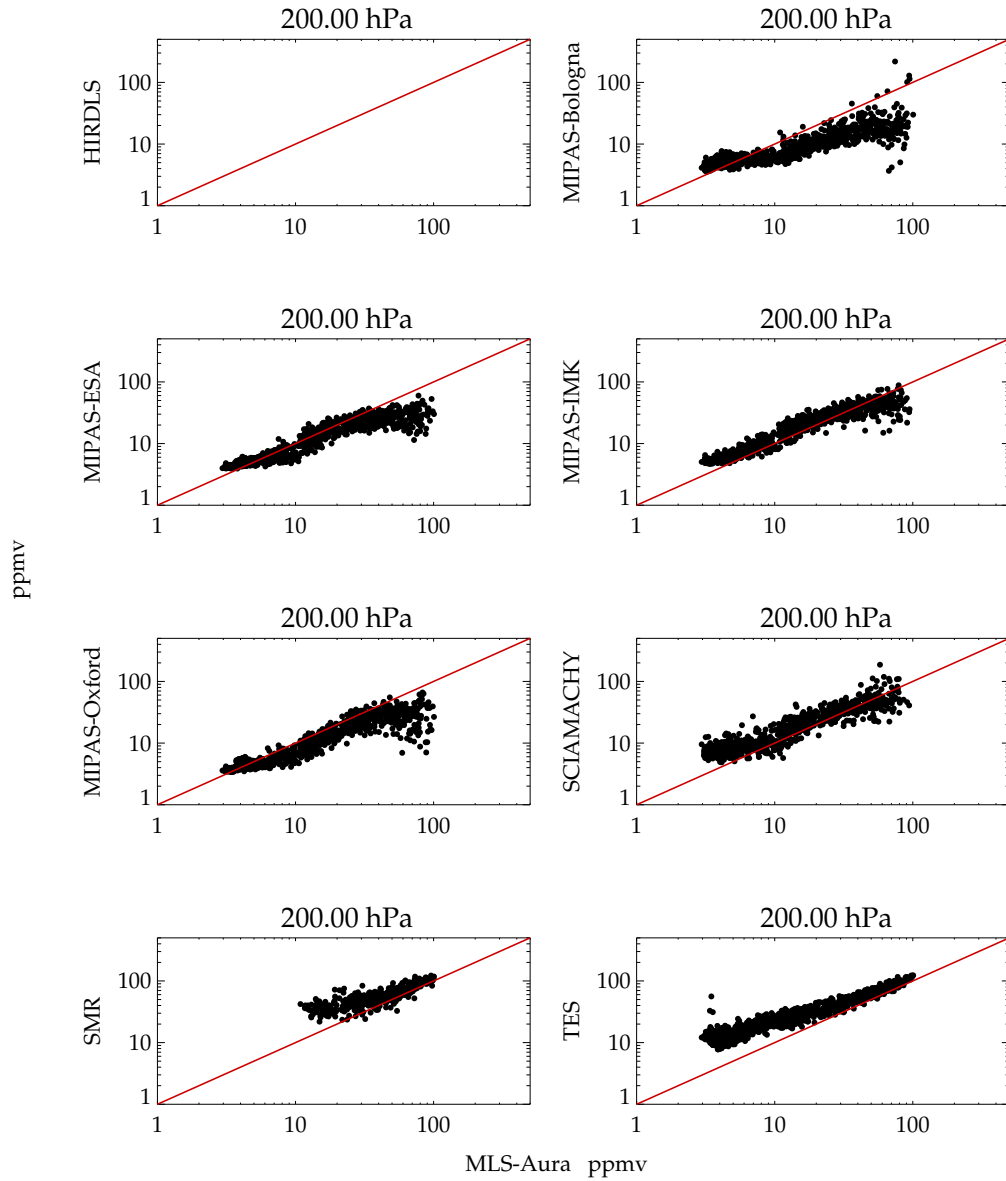 200.00 hPa
HIRDLS
100
10
1
1 10 100
200.00 hPa
MIPAS-Bologna
100
10
1
1 10 100
200.00 hPa
MIPAS-ESA
100
10
1
1 10 100
200.00 hPa
MIPAS-IMK
100
10
1
1 10 100
ppmv
200.00 hPa
MIPAS-Oxford
100
10
1
1 10 100
200.00 hPa
SCIAMACHY
100
10
1
1 10 100
200.00 hPa
SMR
100
10
1
1 10 100
200.00 hPa
TES
100
10
1
1 10 100
MLS-Aura ppmv